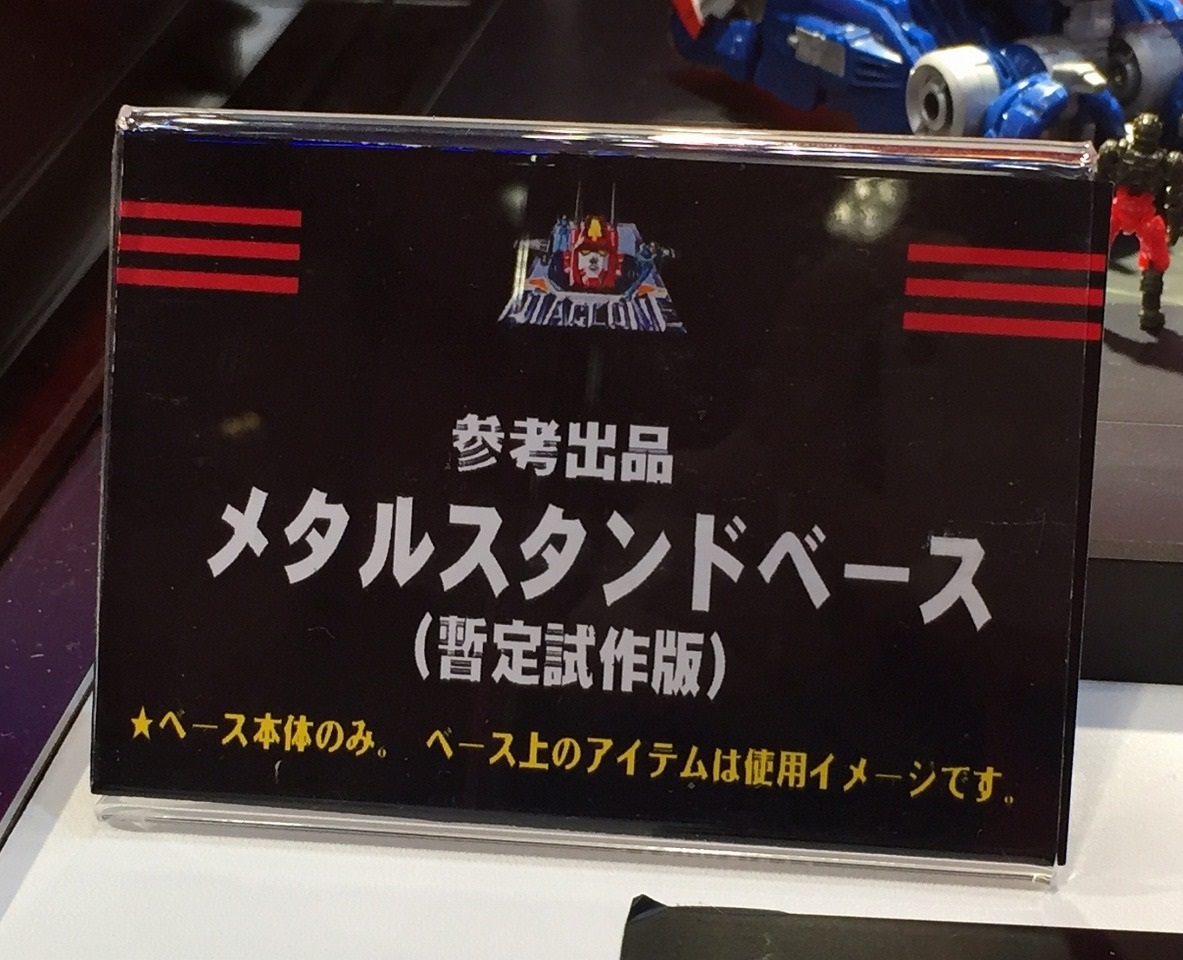 DIACLONE
参考出品
メタルスタンドベース
(暫定試作版)
★ベース本体のみ。 ベース上のアイテムは使用イメージです。